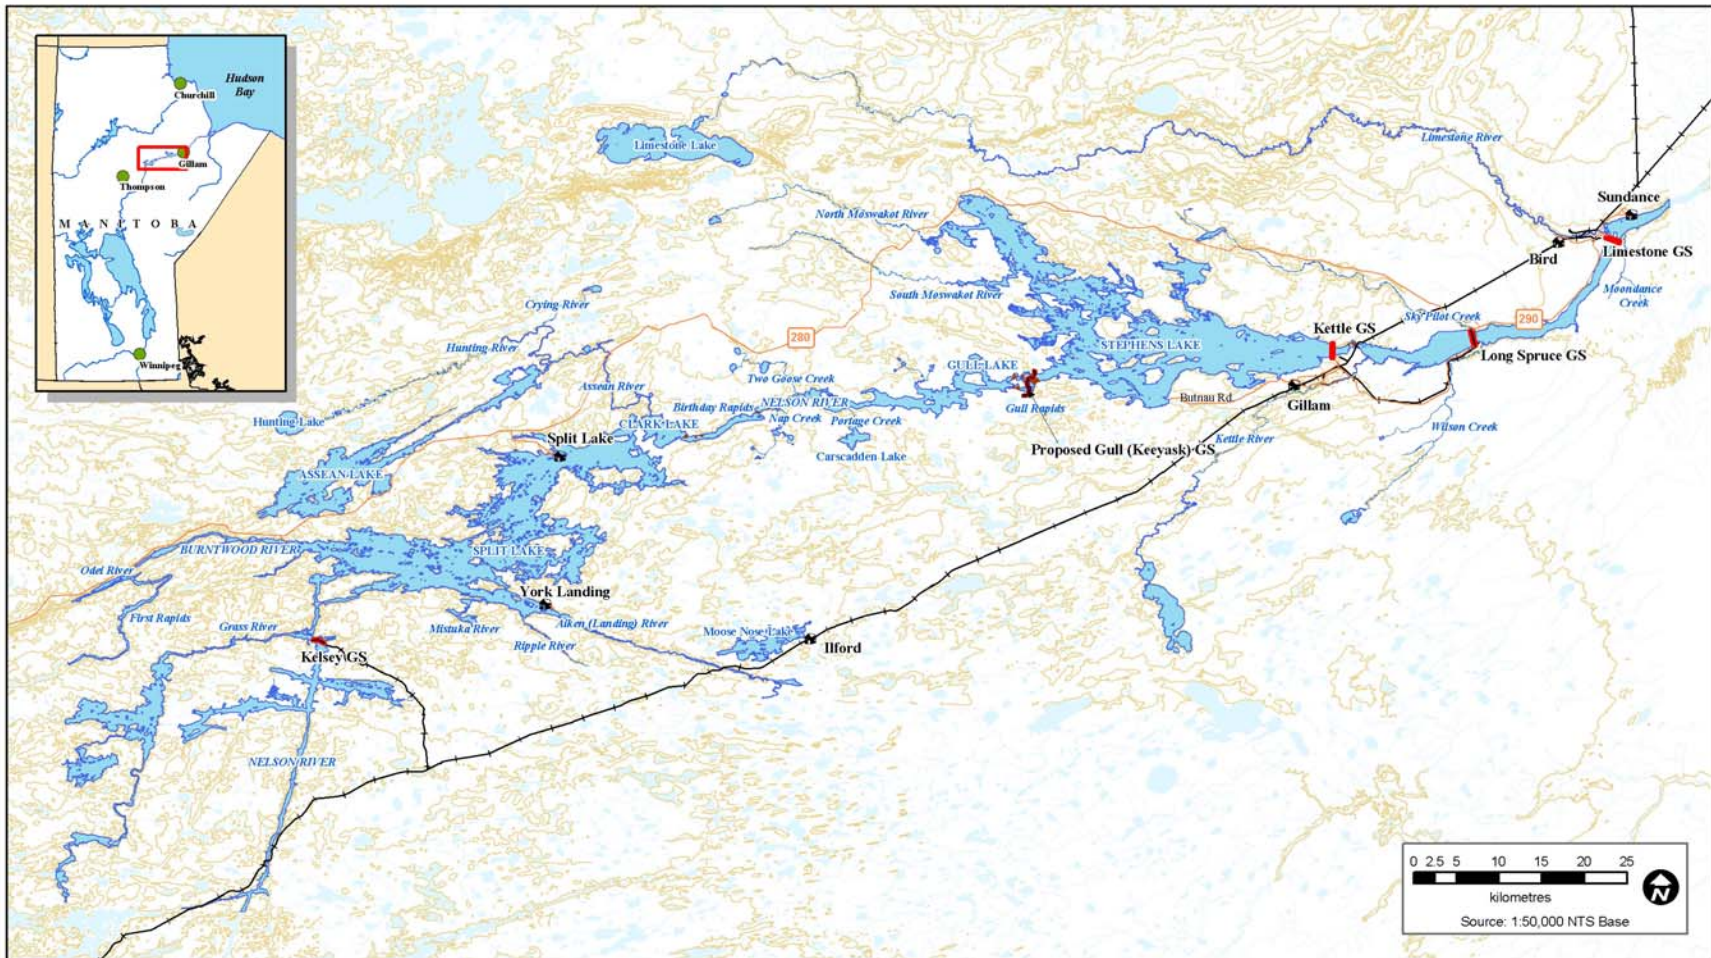 Hudson
Bay
Churchill
Gillam
Thompson
M A N I T O B A
Winnipeg
Limestone Lake
Limestone River
Sundance
North Moswakot River
Bird
Limestone GS
Moondance
Creek
South Moswakot River
Crying River
Sky Pilot Creek
290
Kettle GS
280
Hunting River
STEPHENS LAKE
Long Spruce GS
GULL LAKE
Two Goose Creek
Assean River
Gillam
Butnau Rd.
NELSON RIVER
Birthday Rapids
Gull Rapids
Nap Creek
Portage Creek
Hunting Lake
CLARK LAKE
Wilson Creek
Split Lake
Kettle River
Proposed Gull (Keeyask) GS
Carscadden Lake
ASSEAN LAKE
BURNTWOOD RIVER
SPLIT LAKE
Odei River
York Landing
First Rapids
Aiken (Landing) River
Grass River
Mistuka River
Moose Nose Lake
Ripple River
Ilford
Kelsey GS
NELSON RIVER
0 2.5 5 10 15 20 25
kilometres
N
Source: 1:50,000 NTS Base